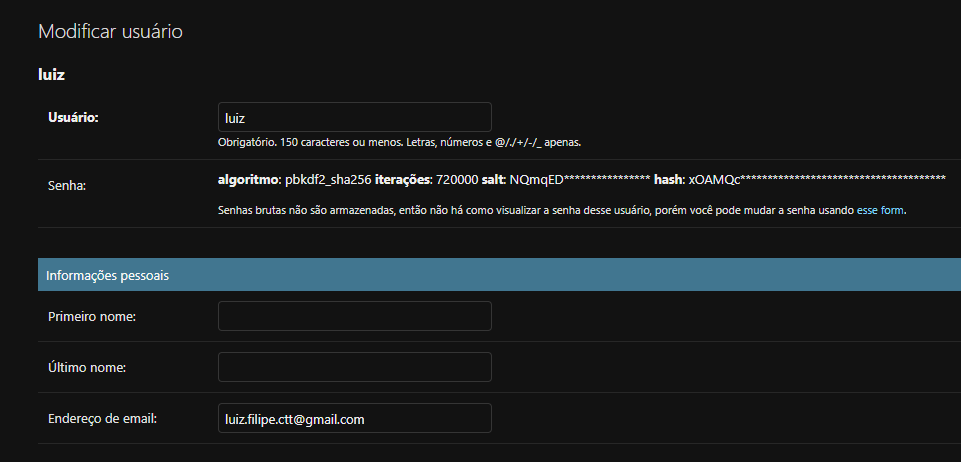 Modificar usuário
luiz
Usuário: luiz
Obrigatório. 150 caracteres ou menos. Letras, números e @/./+/-/_ apenas.
Senha: algoritmo: pbkdf2_sha256 iterações: 720000 salt: NQmqED**************** hash: xOAMQc**************************************
Senhas brutas não são armazenadas, então não há como visualizar a senha desse usuário, porém você pode mudar a senha usando esse form.
Informações pessoais
Primeiro nome:
Último nome:
Endereço de email: luiz.filipe.ctt@gmail.com